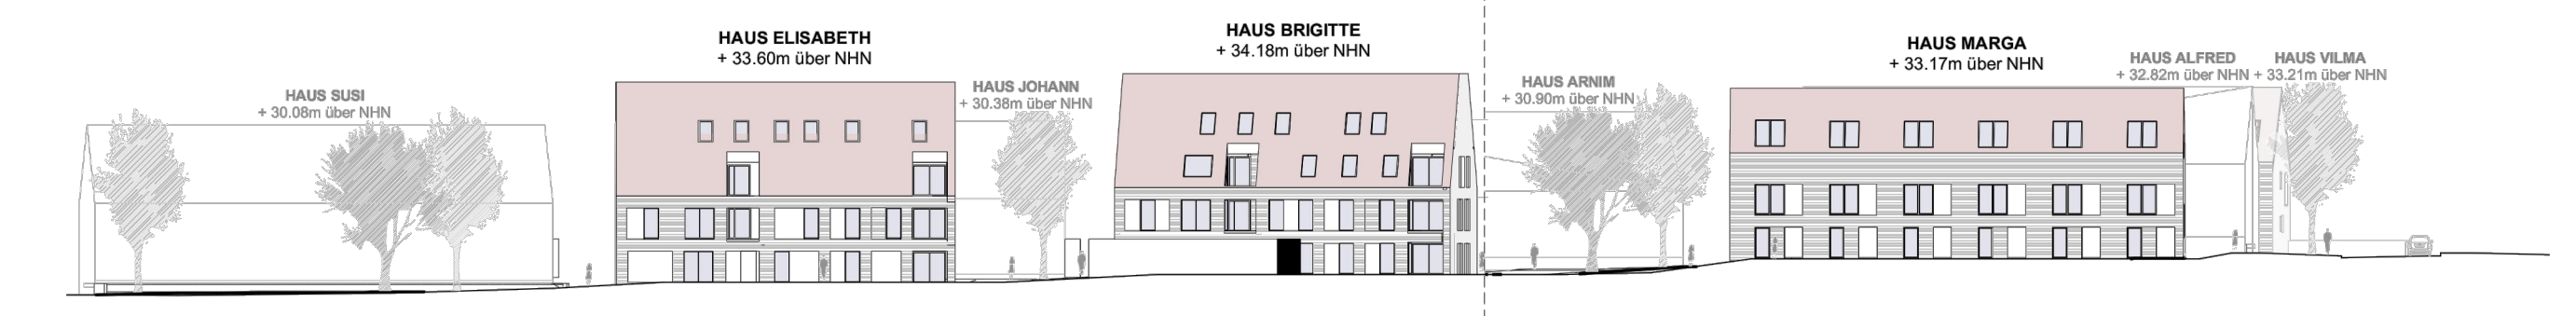 HAUS SUSI
+ 30.08m über NHN
HAUS ELISABETH
+ 33.60m über NHN
HAUS JOHANN
+ 30.38m über NHN
HAUS BRIGITTE
+ 34.18m über NHN
HAUS ARNIM
+ 30.90m über NHN
HAUS MARGA
+ 33.17m über NHN
HAUS ALFRED
+ 32.82m über NHN
HAUS VILMA
+ 33.21m über NHN